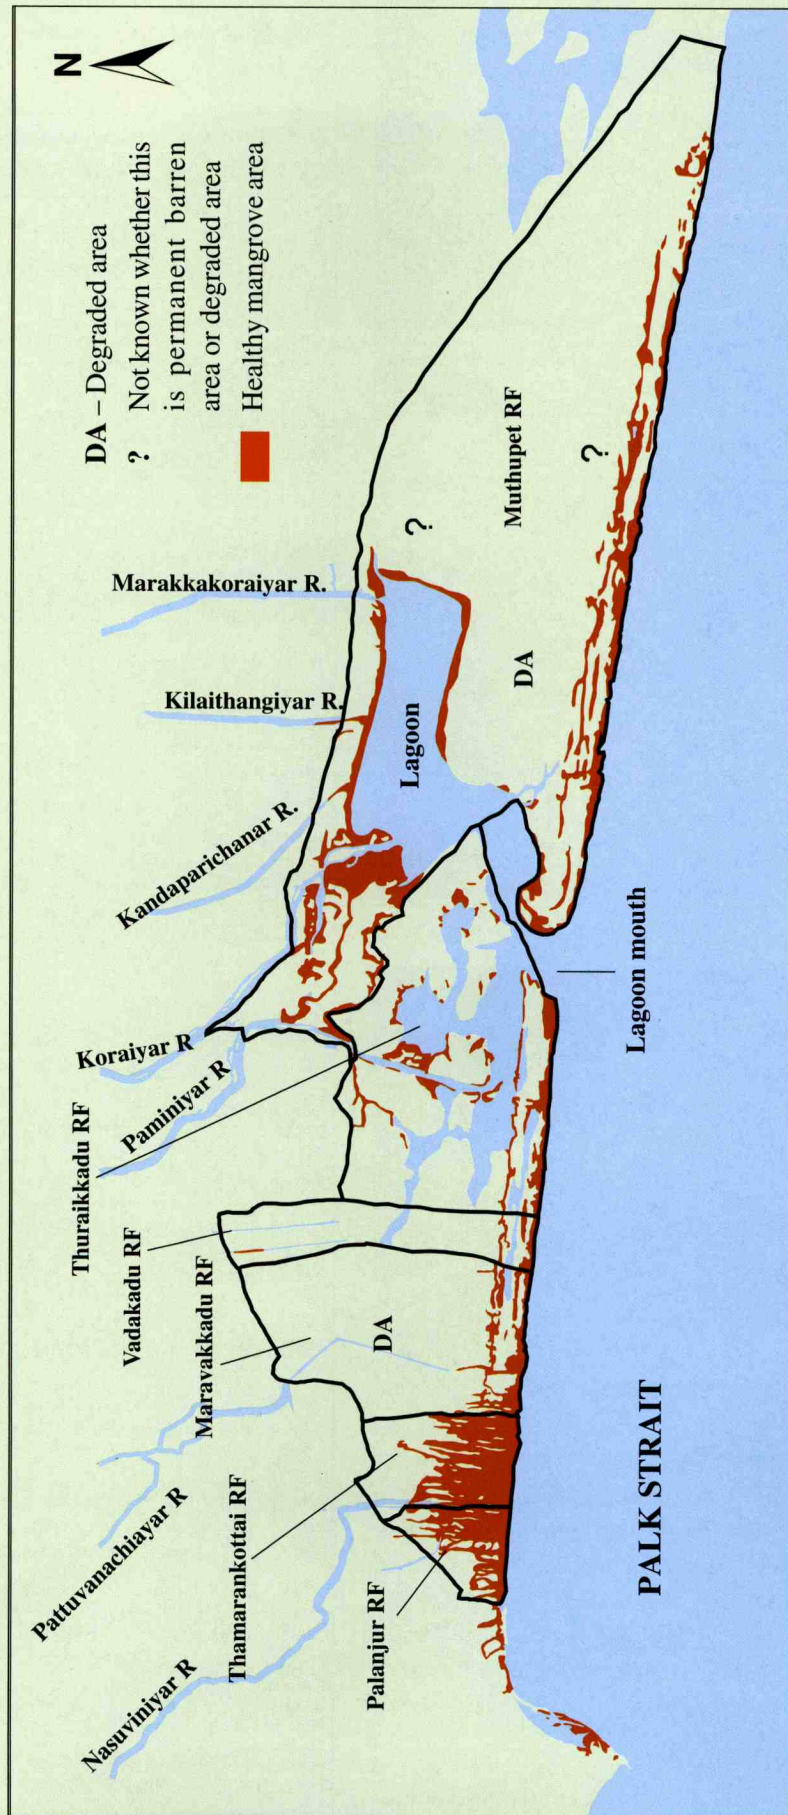 N
DA – Degraded area
? Not known whether this
is permanent barren
area or degraded area
Healthy mangrove area
Nasuviniyar R
Pattuvanachiayar R
Koraiyar R
Paminiyar R
Kandaparichanar R.
Kilaithangiyar R.
Marakkakoraiyar R.
Palanjur RF
Thamarankottai RF
Maravakkadu RF
Vadakadu RF
Thuraikkadu RF
DA
Lagoon
DA
?
Muthupet RF
?
Lagoon mouth
PALK STRAIT